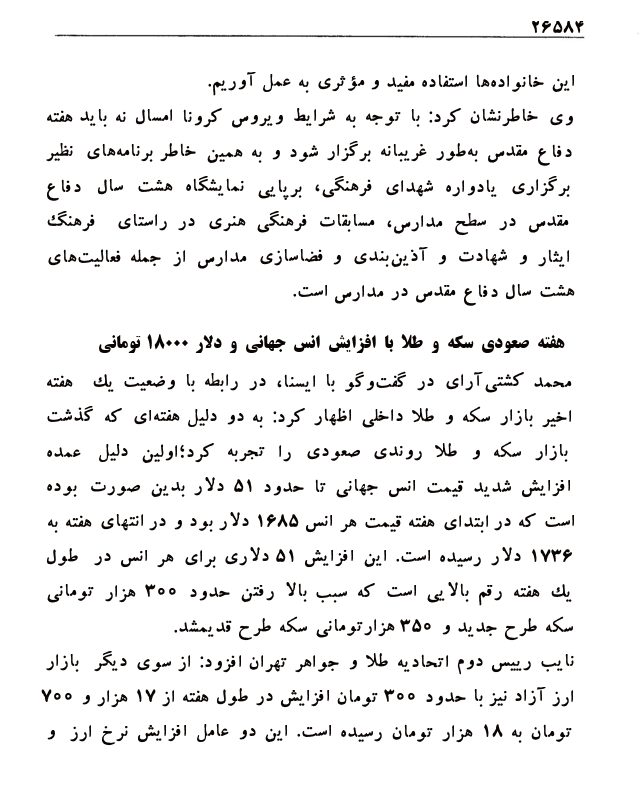 ۲۶۵۸۴
این خانواده‌ها استفاده مفید و مؤثری به عمل آوریم.
وی خاطرنشان کرد: با توجه به شرایط ویروس کرونا امسال نه باید هفته
دفاع مقدس به‌طور غریبانه برگزار شود و به همین خاطر برنامه‌های نظیر
برگزاری یادواره شهدای فرهنگی، برپایی نمایشگاه هشت سال دفاع
مقدس در سطح مدارس، مسابقات فرهنگی هنری در راستای فرهنگ
ایثار و شهادت و آذین‌بندی و فضاسازی مدارس از جمله فعالیت‌های
هشت سال دفاع مقدس در مدارس است.
هفته صعودی سکه و طلا با افزایش انس جهانی و دلار ۱۸۰۰۰ تومانی
محمد کشتی‌آرای در گفت‌وگو با ایسنا، در رابطه با وضعیت یک هفته
اخیر بازار سکه و طلا داخلی اظهار کرد: به دو دلیل هفته‌ای که گذشت
بازار سکه و طلا روندی صعودی را تجربه کرد؛اولین دلیل عمده
افزایش شدید قیمت انس جهانی تا حدود ۵۱ دلار بدین صورت بوده
است که در ابتدای هفته قیمت هر انس ۱۶۸۵ دلار بود و در انتهای هفته به
۱۷۳۶ دلار رسیده است. این افزایش ۵۱ دلاری برای هر انس در طول
یک هفته رقم بالایی است که سبب بالا رفتن حدود ۳۰۰ هزار تومانی
سکه طرح جدید و ۳۵۰ هزارتومانی سکه طرح قدیمشد.
نایب رییس دوم اتحادیه طلا و جواهر تهران افزود: از سوی دیگر بازار
ارز آزاد نیز با حدود ۳۰۰ تومان افزایش در طول هفته از ۱۷ هزار و ۷۰۰
تومان به ۱۸ هزار تومان رسیده است. این دو عامل افزایش نرخ ارز و